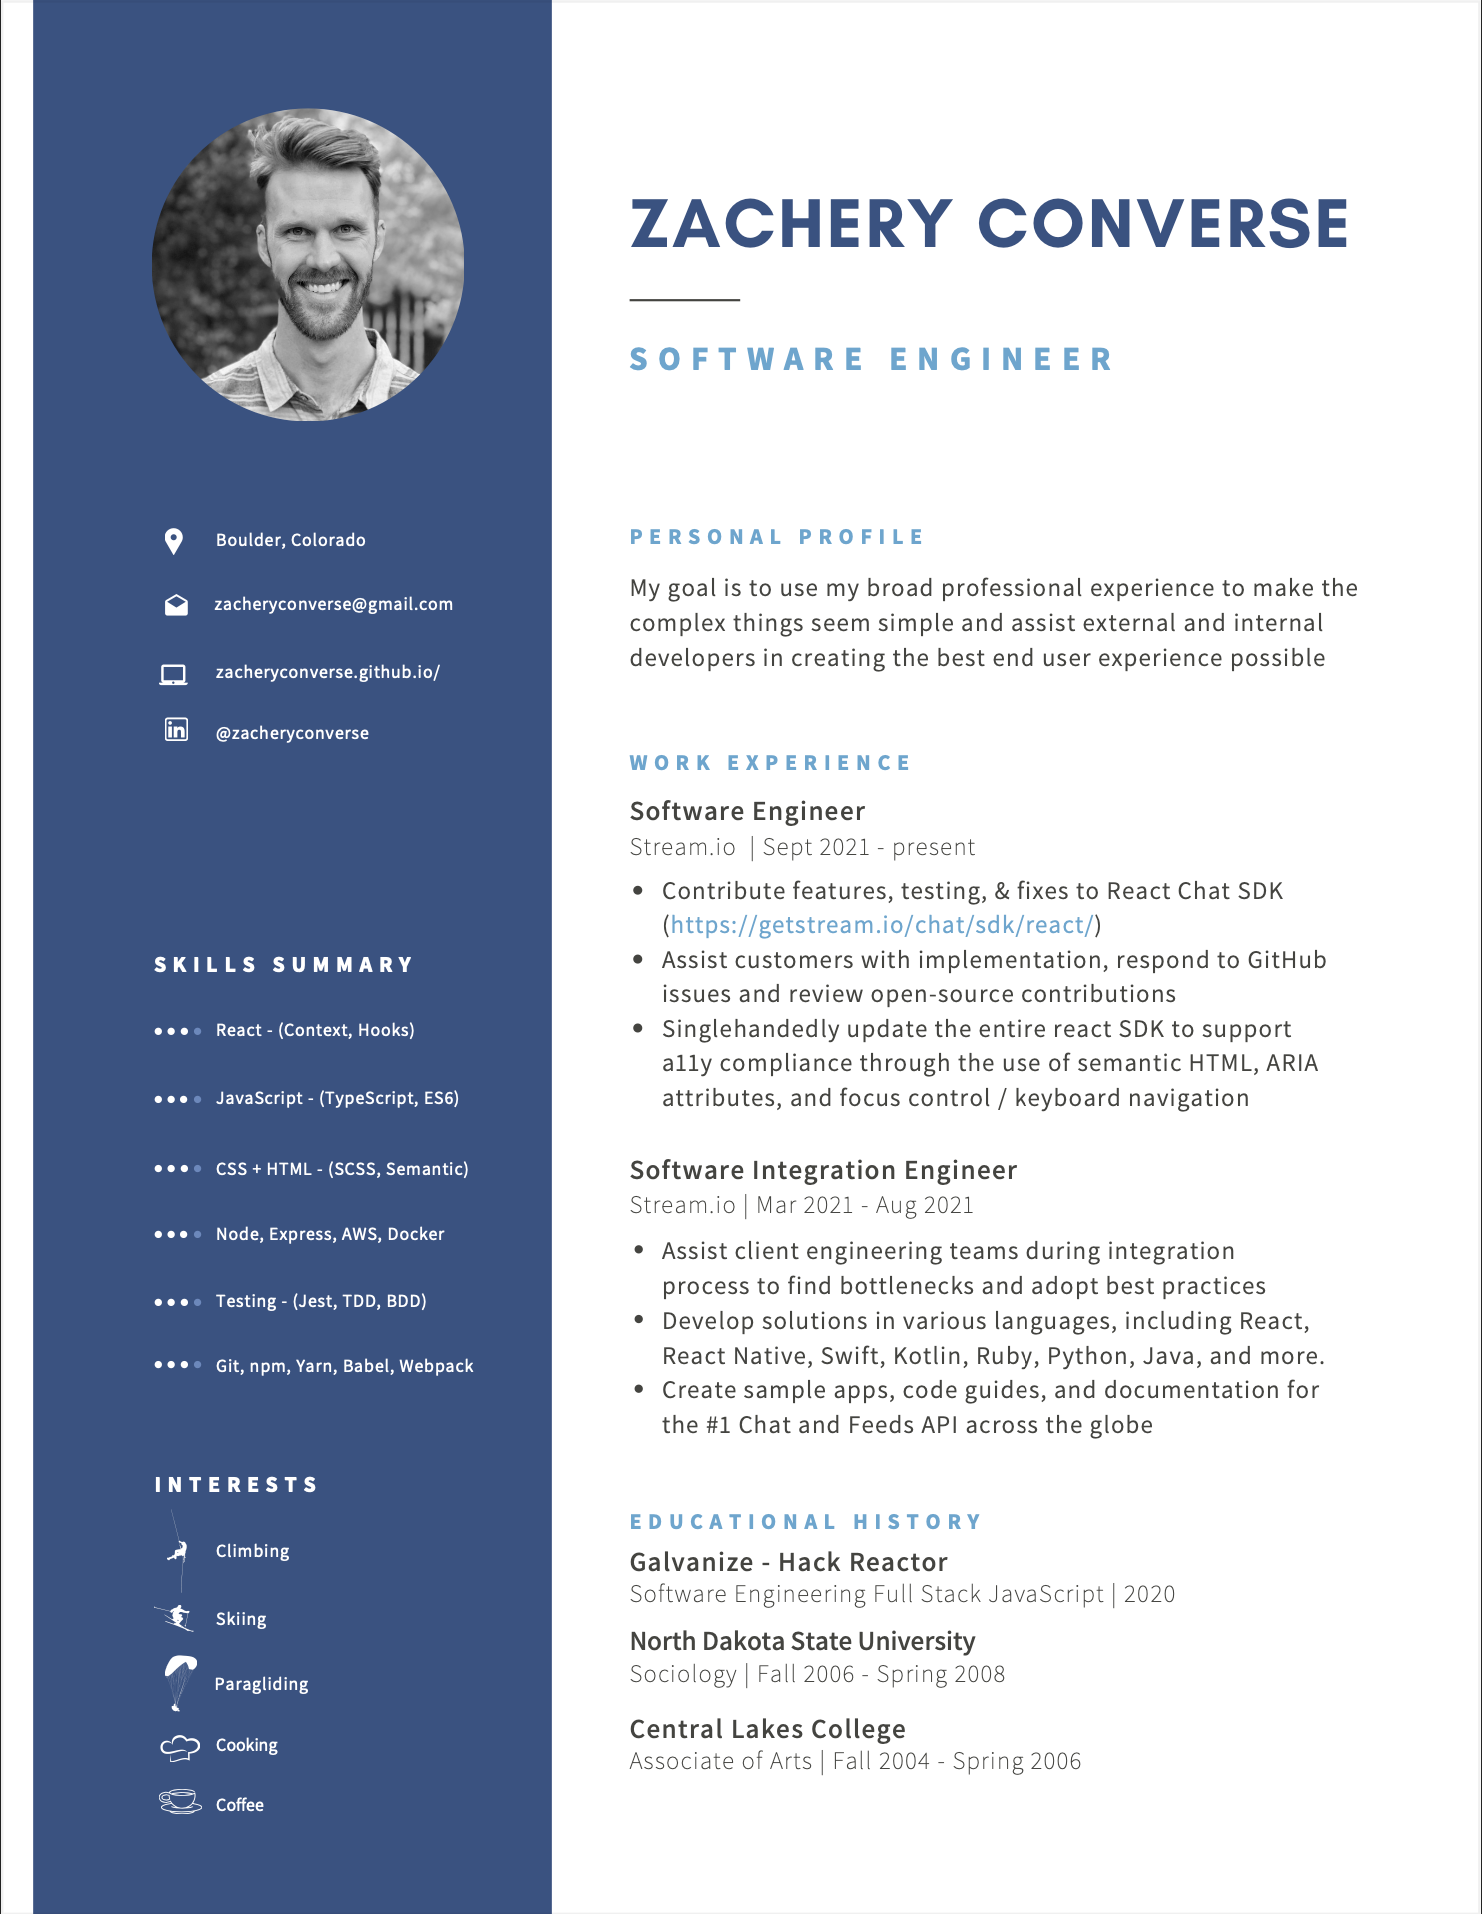 Boulder, Colorado
zacheryconverse@gmail.com
zacheryconverse.github.io/
in
@zacheryconverse
SKILLS SUMMARY
React - (Context, Hooks)
JavaScript - (TypeScript, ES6)
CSS + HTML - (SCSS, Semantic)
Node, Express, AWS, Docker
Testing - (Jest, TDD, BDD)
Git, npm, Yarn, Babel, Webpack
INTERESTS
Climbing
Skiing
Paragliding
Cooking
Coffee
ZACHERY CONVERSE
SOFTWARE ENGINEER
PERSONAL PROFILE
My goal is to use my broad professional experience to make the
complex things seem simple and assist external and internal
developers in creating the best end user experience possible
WORK EXPERIENCE
Software Engineer
Stream.io | Sept 2021 - present
• Contribute features, testing, & fixes to React Chat SDK
(https://getstream.io/chat/sdk/react/)
• Assist customers with implementation, respond to GitHub
issues and review open-source contributions
• Singlehandedly update the entire react SDK to support
a11y compliance through the use of semantic HTML, ARIA
attributes, and focus control / keyboard navigation
Software Integration Engineer
Stream.io | Mar 2021 - Aug 2021
• Assist client engineering teams during integration
process to find bottlenecks and adopt best practices
• Develop solutions in various languages, including React,
React Native, Swift, Kotlin, Ruby, Python, Java, and more.
• Create sample apps, code guides, and documentation for
the #1 Chat and Feeds API across the globe
EDUCATIONAL HISTORY
Galvanize - Hack Reactor
Software Engineering Full Stack JavaScript | 2020
North Dakota State University
Sociology | Fall 2006 - Spring 2008
Central Lakes College
Associate of Arts | Fall 2004 - Spring 2006